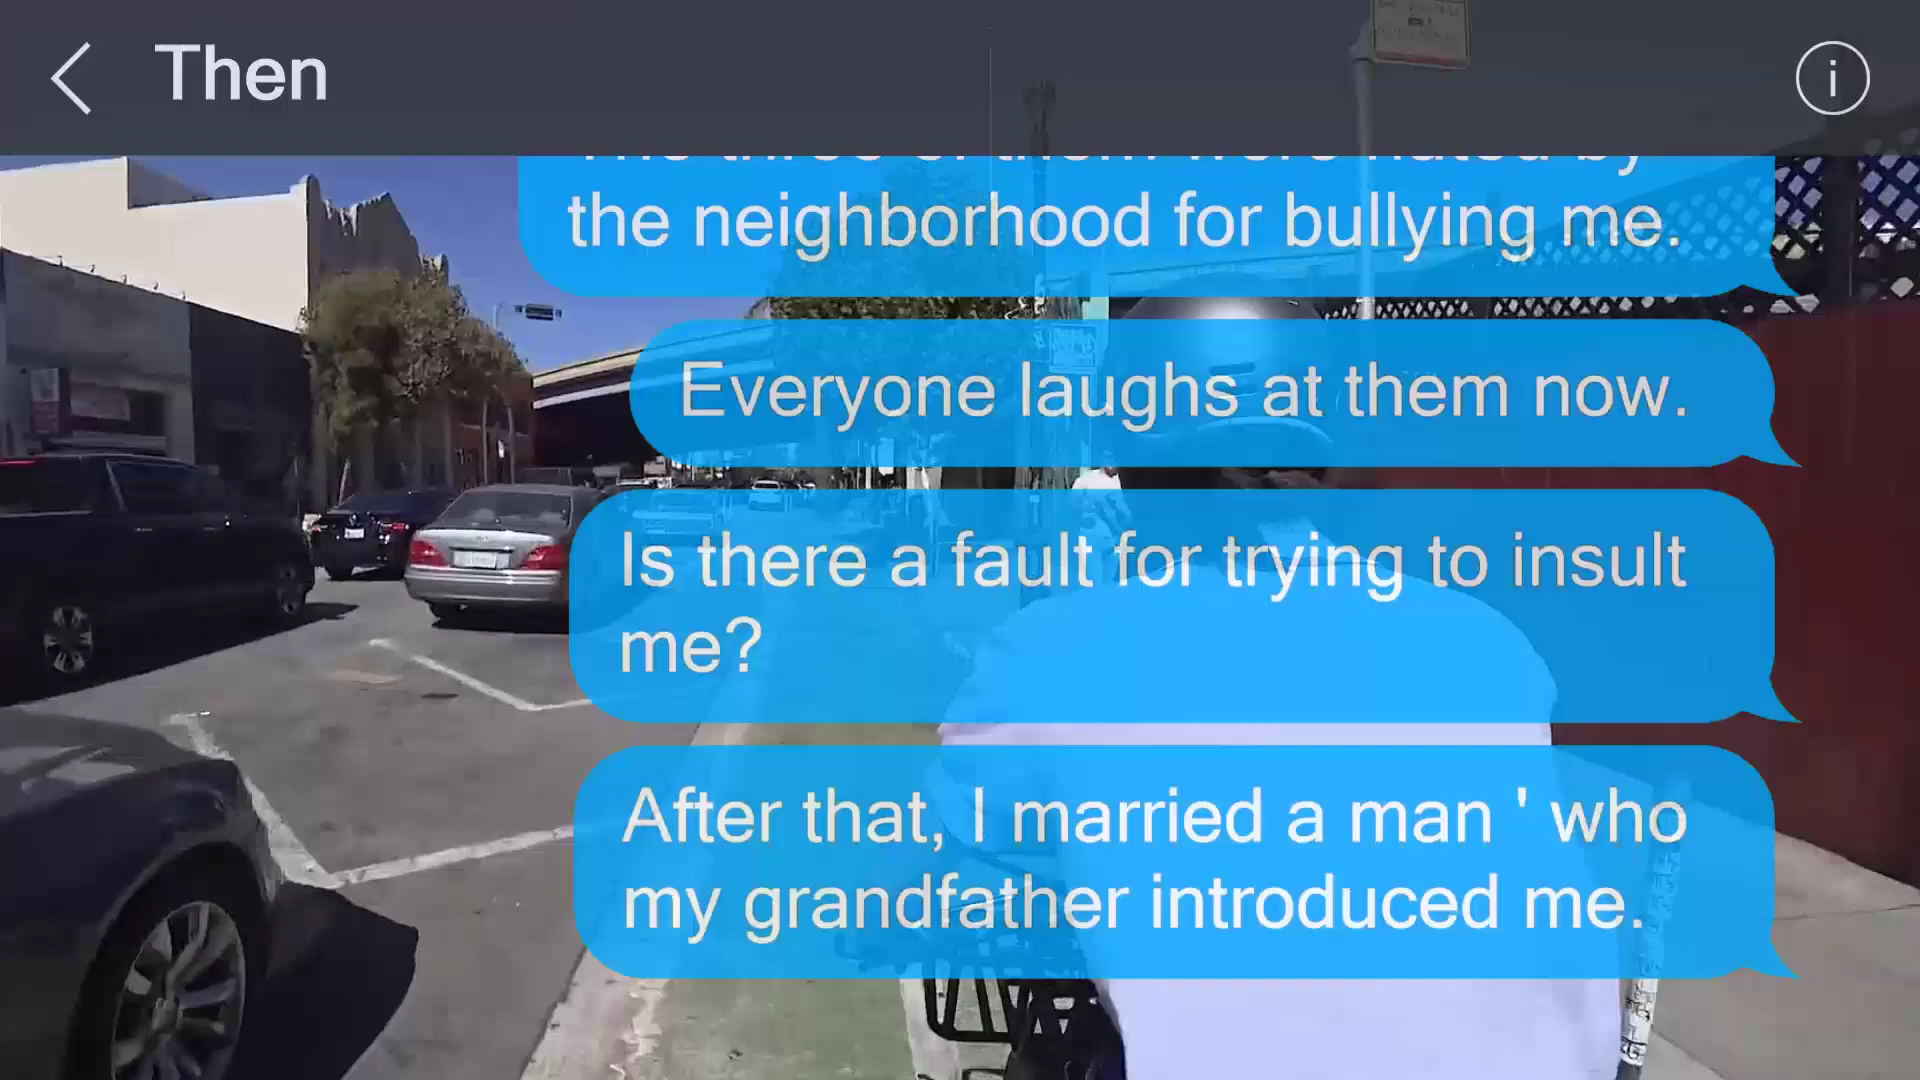 Then
the neighborhood for bullying me.
Everyone laughs at them now.
Is there a fault for trying to insult
me?
After that, I married a man ' who
my grandfather introduced me.